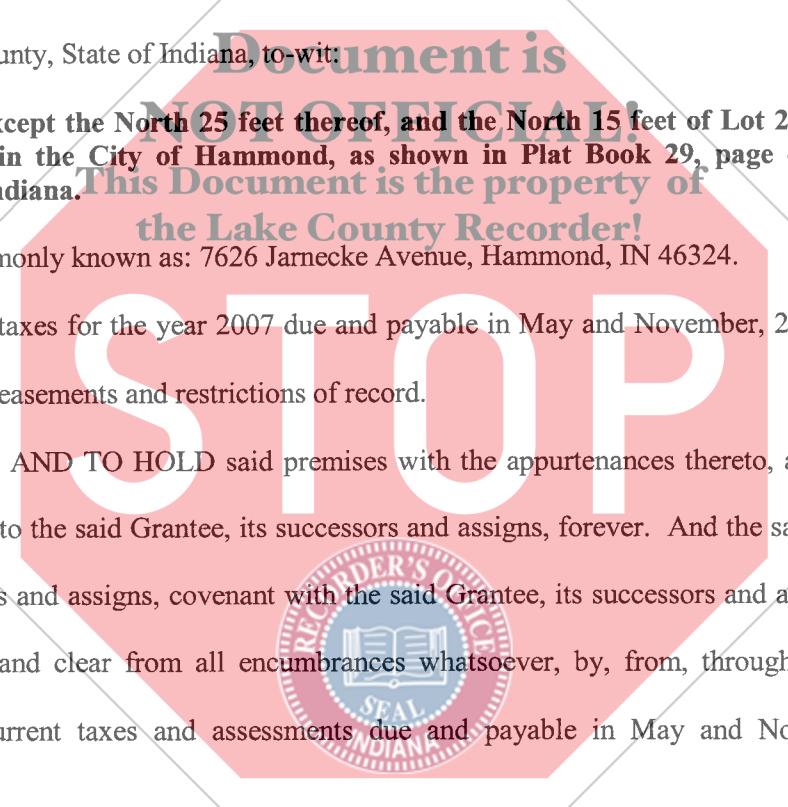 Document is
ounty, State of Indiana, to-wit:
NOT OFFICIAL!
xcept the North 25 feet thereof, and the North 15 feet of Lot 2
in the City of Hammond, as shown in Plat Book 29, page
ndiana.
This Document is the property of
the Lake County Recorder!
monly known as: 7626 Jarnecke Avenue, Hammond, IN 46324.
STOP
taxes for the year 2007 due and payable in May and November, 2
easements and restrictions of record.
AND TO HOLD said premises with the appurtenances thereto, a
to the said Grantee, its successors and assigns, forever. And the sa
s and assigns, covenant with the said Grantee, its successors and a
and clear from all encumbrances whatsoever, by, from, through
urrent taxes and assessments due and payable in May and No
RECORDER'S OFFICE
SEAL
INDIANA